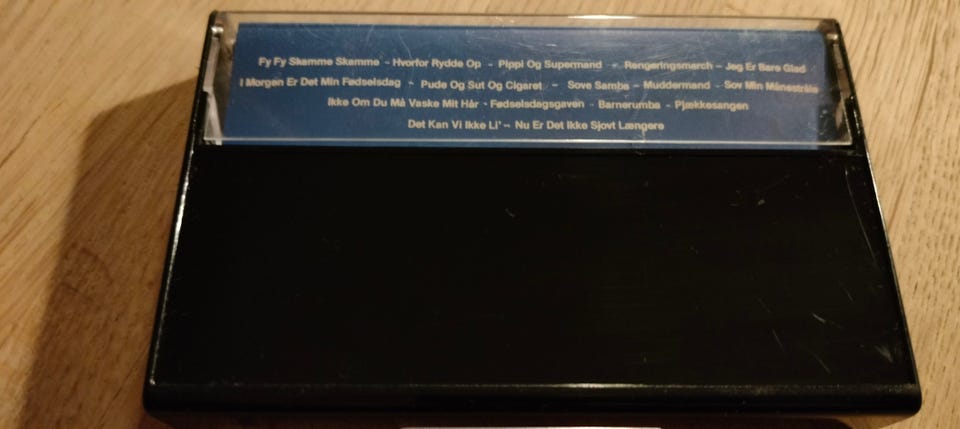 Fy Fy Skamme Skamme - Hvorfor Rydde Op - Pippi Og Supermand - Rengøringsmarch - Jeg Er Bare Glad
I Morgen Er Det Min Fødselsdag - Pude Og Sut Og Cigaret - Sove Samba - Muddermand - Sov Min Månestråle
Ikke Om Du Må Vaske Mit Hår - Fødselsdagsgaven - Barnerumba - Pjækkesangen
Det Kan Vi Ikke Li' - Nu Er Det Ikke Sjovt Længere